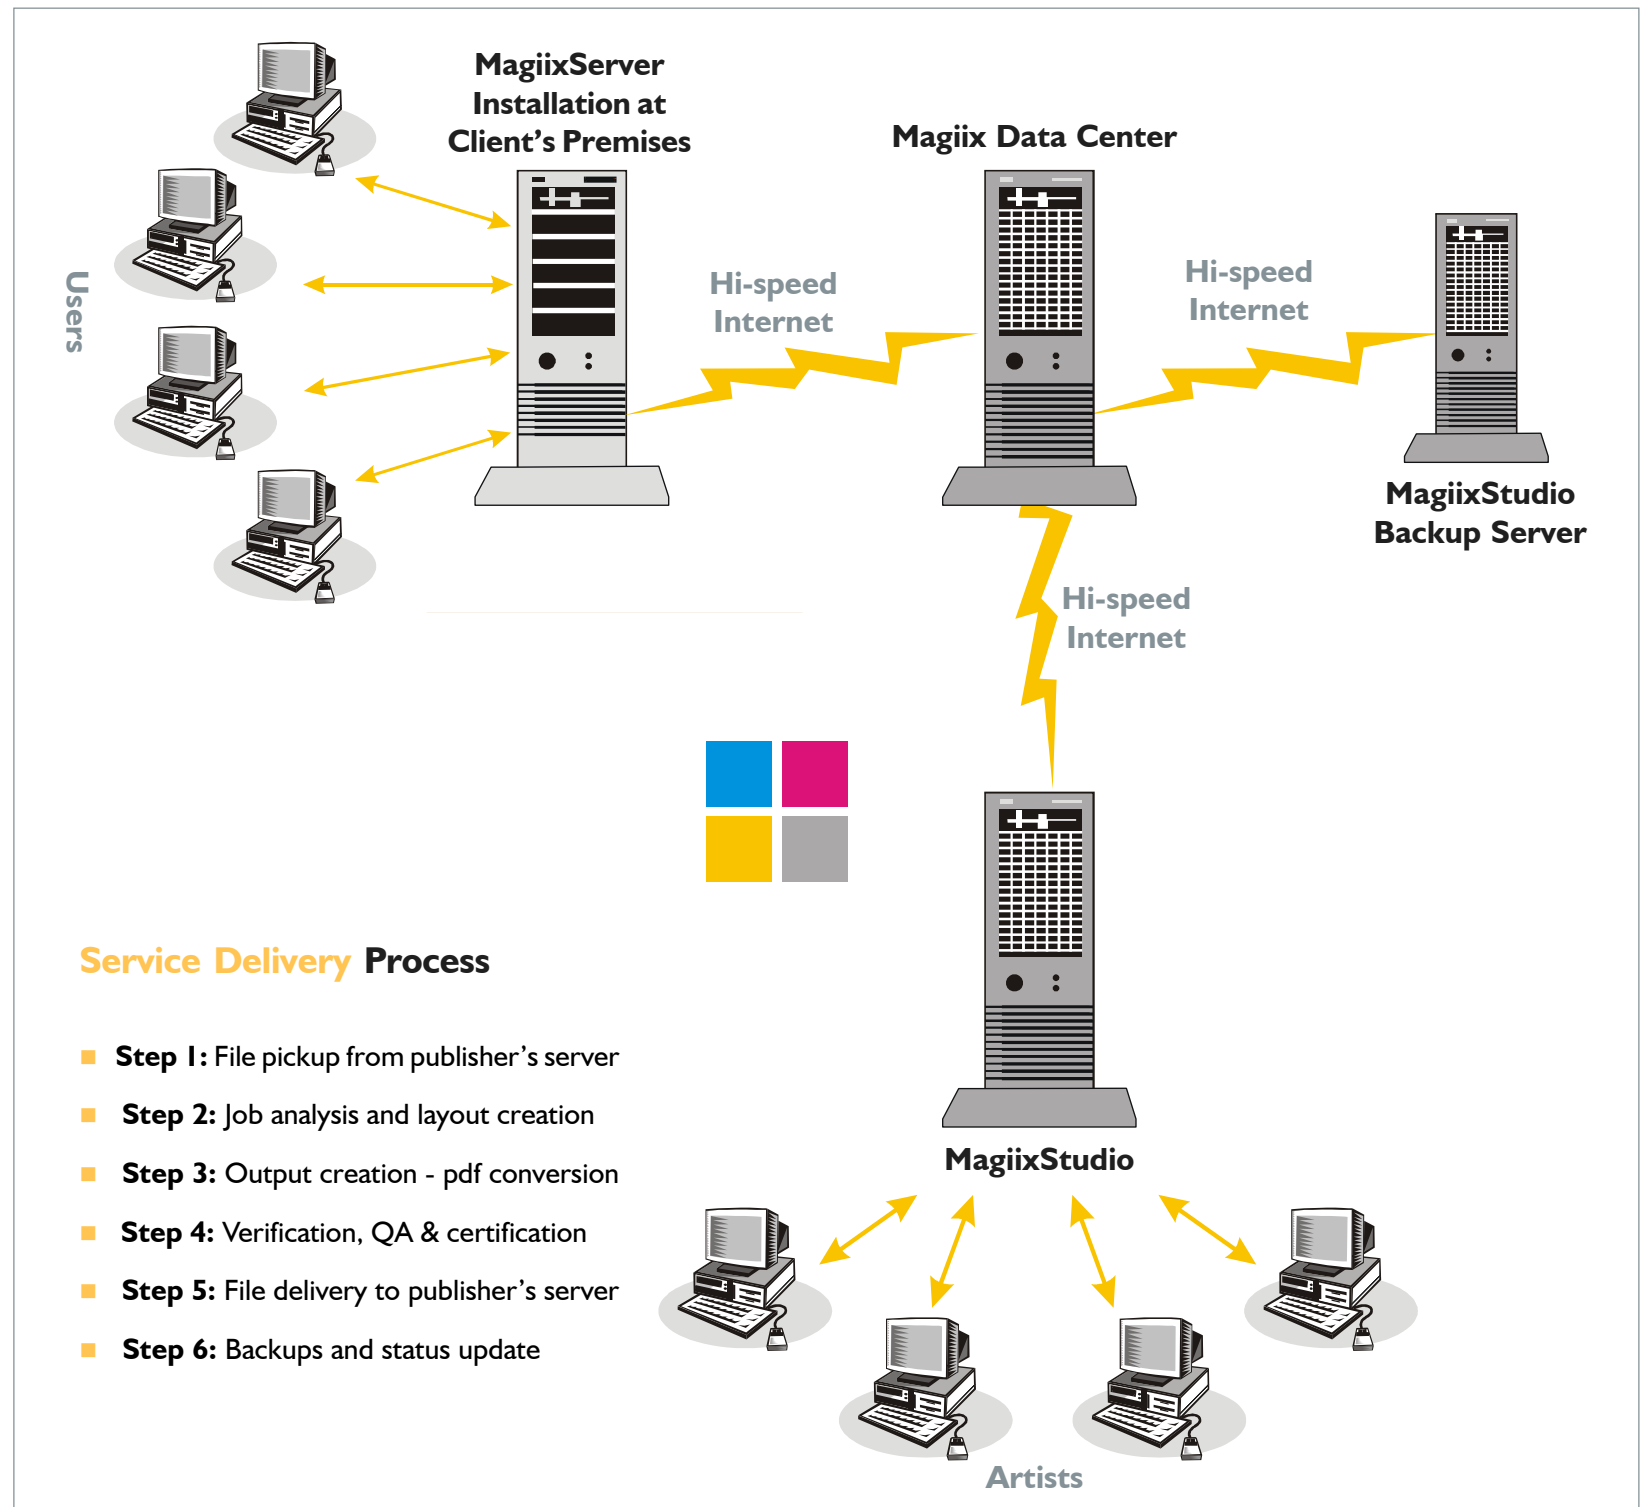 MagiixServer
Installation at
Client’s Premises
Magiix Data Center
Users
Hi-speed
Internet
Hi-speed
Internet
MagiixStudio
Backup Server
Hi-speed
Internet
Service Delivery Process
Step 1: File pickup from publisher’s server
Step 2: Job analysis and layout creation
Step 3: Output creation - pdf conversion
Step 4: Verification, QA & certification
Step 5: File delivery to publisher’s server
Step 6: Backups and status update
MagiixStudio
Artists